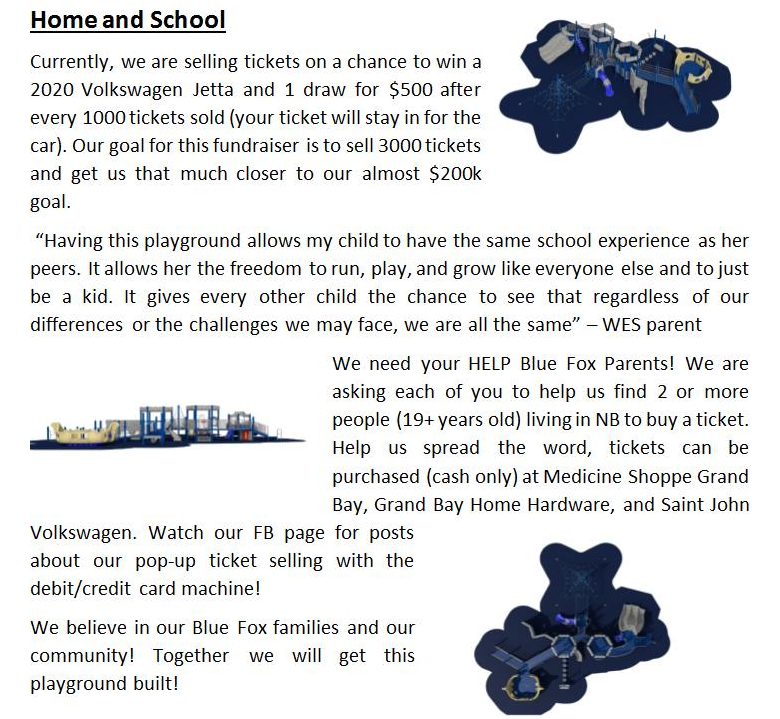 Home and School
Currently, we are selling tickets on a chance to win a
2020 Volkswagen Jetta and 1 draw for $500 after
every 1000 tickets sold (your ticket will stay in for the
car). Our goal for this fundraiser is to sell 3000 tickets
and get us that much closer to our almost $200k
goal.
“Having this playground allows my child to have the same school experience as her
peers. It allows her the freedom to run, play, and grow like everyone else and to just
be a kid. It gives every other child the chance to see that regardless of our
differences or the challenges we may face, we are all the same” – WES parent
We need your HELP Blue Fox Parents! We are
asking each of you to help us find 2 or more
people (19+ years old) living in NB to buy a ticket.
Help us spread the word, tickets can be
purchased (cash only) at Medicine Shoppe Grand
Bay, Grand Bay Home Hardware, and Saint John
Volkswagen. Watch our FB page for posts
about our pop-up ticket selling with the
debit/credit card machine!
We believe in our Blue Fox families and our
community! Together we will get this
playground built!